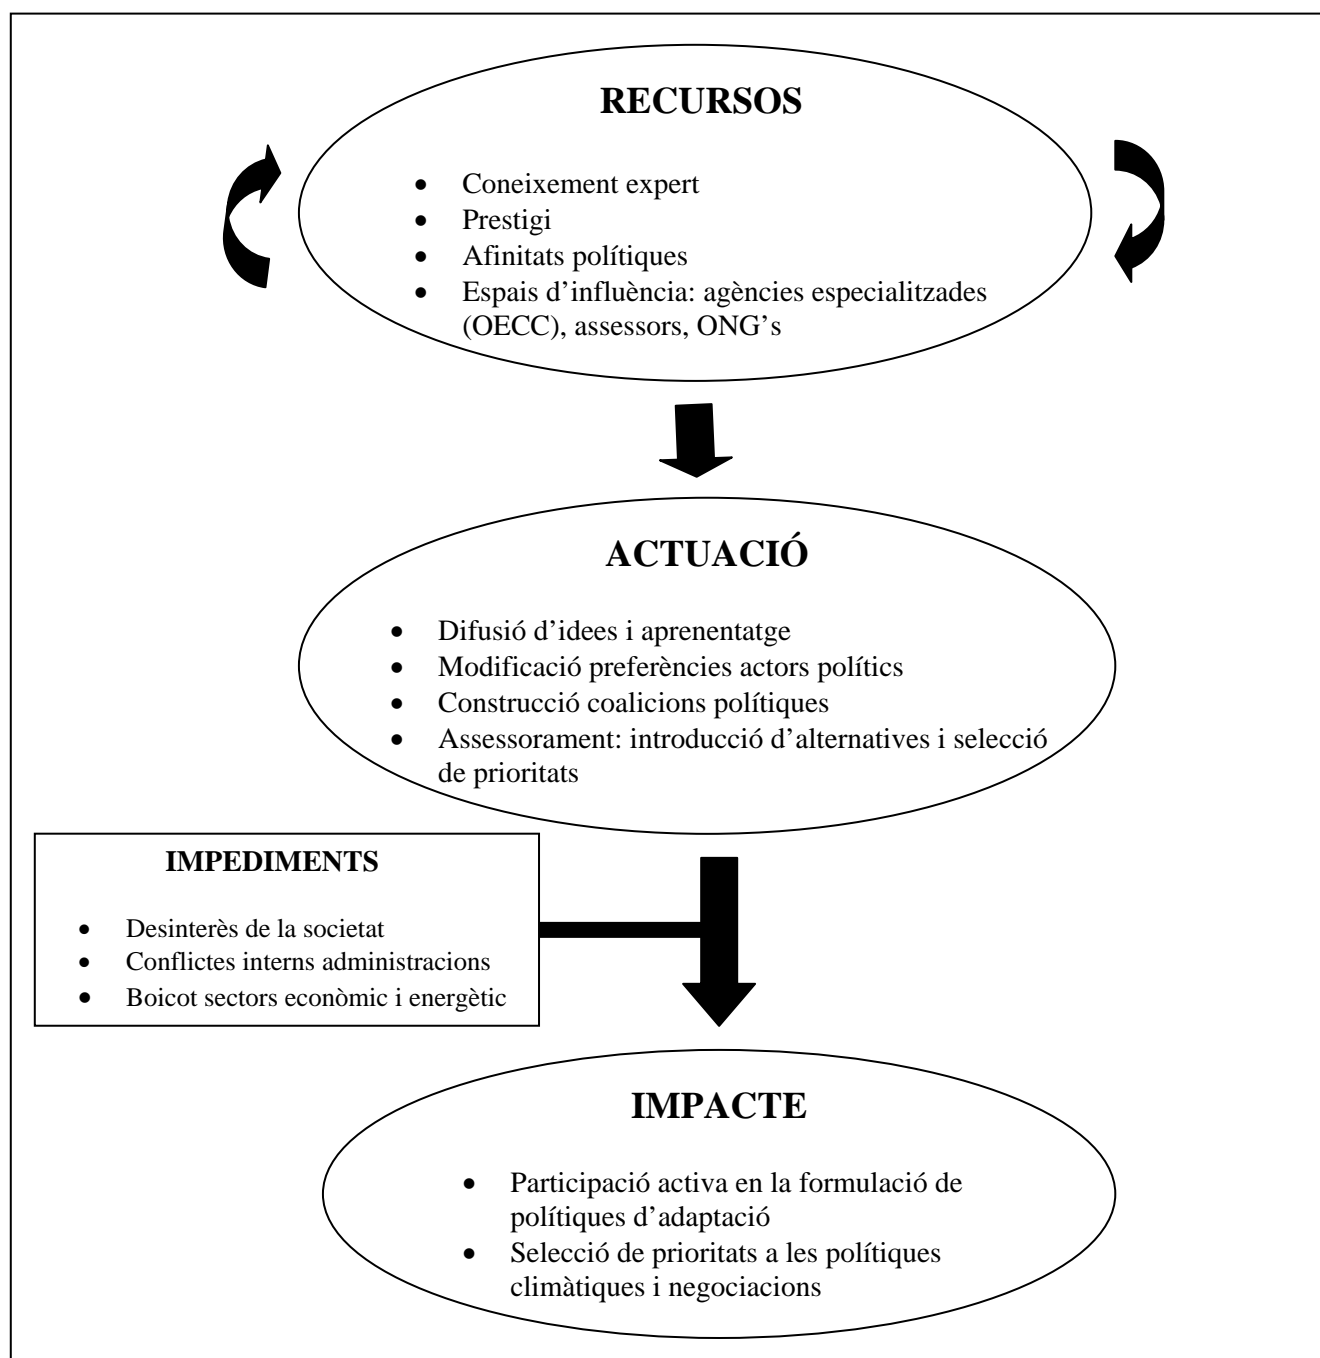 RECURSOS
• Coneixement expert
• Prestigi
• Afinitats polítiques
• Espais d’influència: agències especialitzades
(OECC), assessors, ONG’s
ACTUACIÓ
• Difusió d’idees i aprenentatge
• Modificació preferències actors polítics
• Construcció coalicions polítiques
• Assessorament: introducció d’alternatives i selecció
de prioritats
IMPEDIMENTS
• Desinterès de la societat
• Conflictes interns administracions
• Boicot sectors econòmic i energètic
IMPACTE
• Participació activa en la formulació de
polítiques d’adaptació
• Selecció de prioritats a les polítiques
climàtiques i negociacions